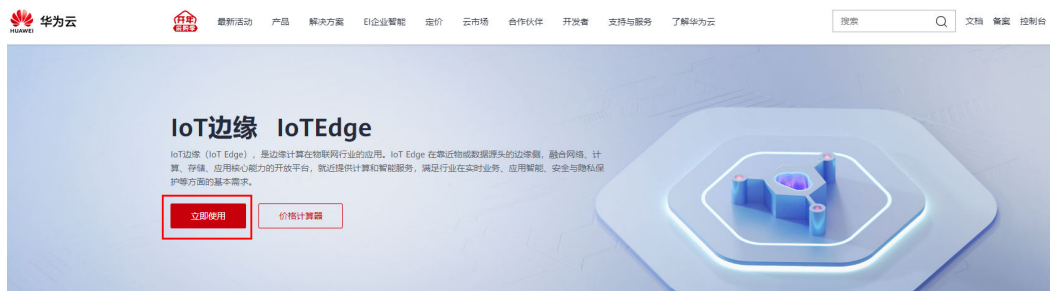 HUAWEI
华为云
开年
采购季
最新活动
产品
解决方案
EI企业智能
定价
云市场
合作伙伴
开发者
支持与服务
了解华为云
搜索
文档
备案
控制台
IoT边缘 IoTEdge
IoT边缘（IoT Edge），是边缘计算在物联网行业的应用。IoT Edge 在靠近物或数据源头的边缘侧，融合网络、计
算、存储、应用核心能力的开放平台，就近提供计算和智能服务，满足行业在实时业务、应用智能、安全与隐私保
护等方面的基本需求。
立即使用
价格计算器